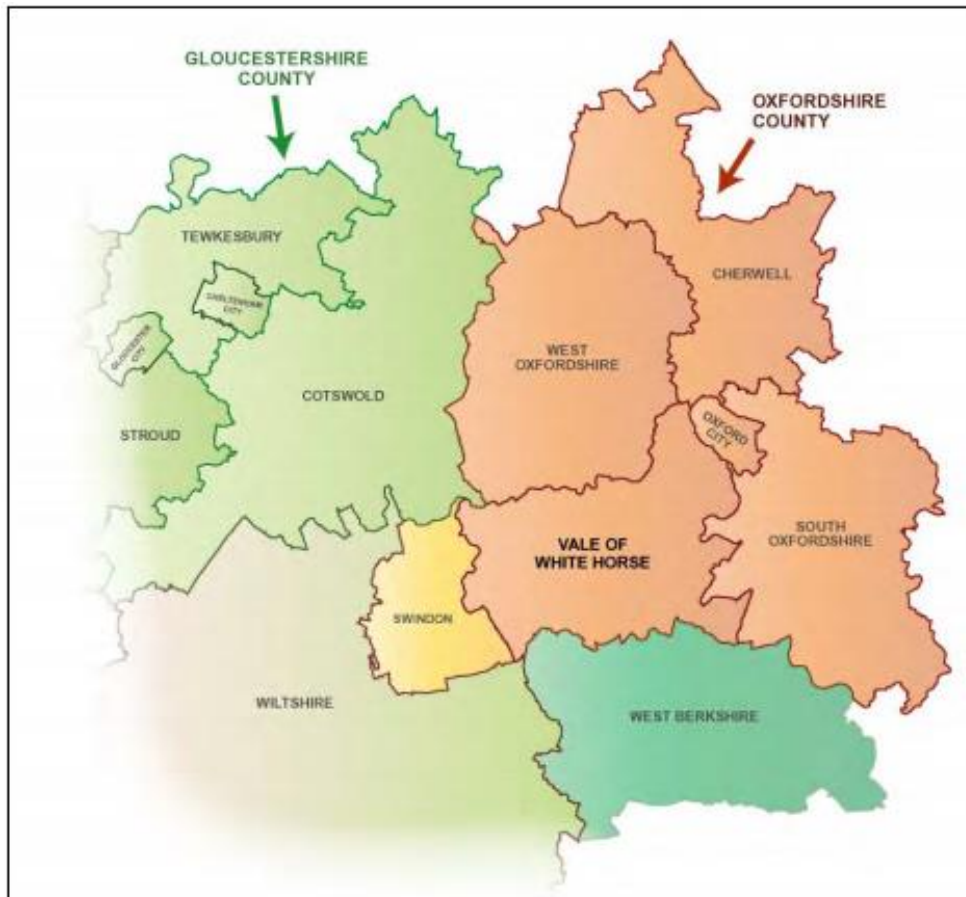 GLOUCESTERSHIRE
COUNTY
OXFORDSHIRE
COUNTY
TEWKESBURY
CHERWELL
CHELTENHAM
CITY
GLOUCESTER
CITY
WEST
OXFORDSHIRE
COTSWOLD
STROUD
OXFORD
CITY
SOUTH
OXFORDSHIRE
VALE OF
WHITE HORSE
SWINDON
WILTSHIRE
WEST BERKSHIRE